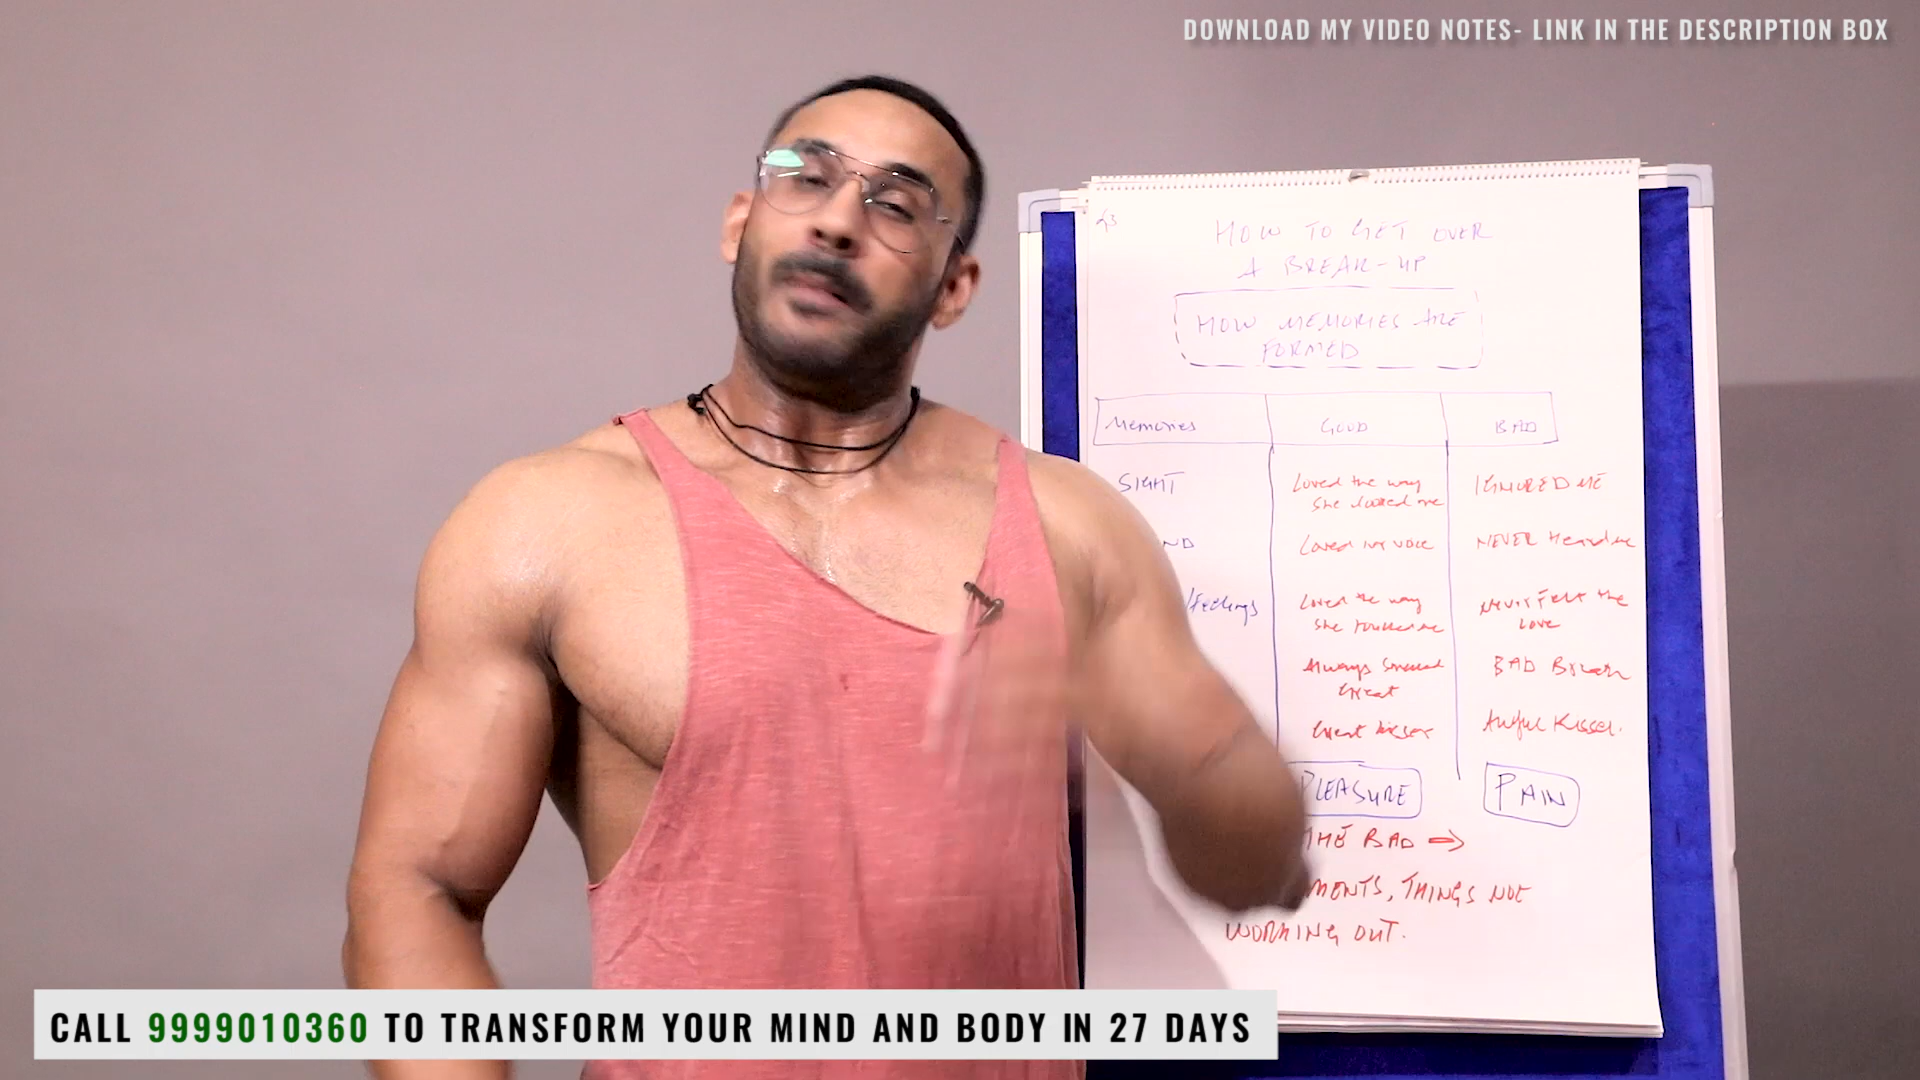 DOWNLOAD MY VIDEO NOTES- LINK IN THE DESCRIPTION BOX
HOW TO GET OVER
A BREAK-UP
HOW MEMORIES ARE
FORMED
Memories GOOD BAD
SIGHT Loved the way IGNORED ME
She looked me
ND Loved her voice NEVER Heard me
/Feelings Loved the way Never Felt the
She touched me Love
Always Smelled BAD Breath
Great
Great kisser Awful Kisser.
PLEASURE PAIN
THE BAD →
MENTS, THINGS NOT
WORKING OUT.
CALL 9999010360 TO TRANSFORM YOUR MIND AND BODY IN 27 DAYS